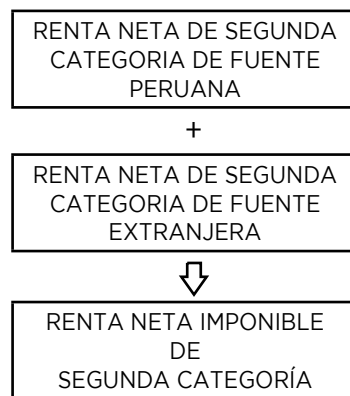 RENTA NETA DE SEGUNDA
CATEGORIA DE FUENTE
PERUANA
+
RENTA NETA DE SEGUNDA
CATEGORIA DE FUENTE
EXTRANJERA
RENTA NETA IMPONIBLE
DE
SEGUNDA CATEGORÍA